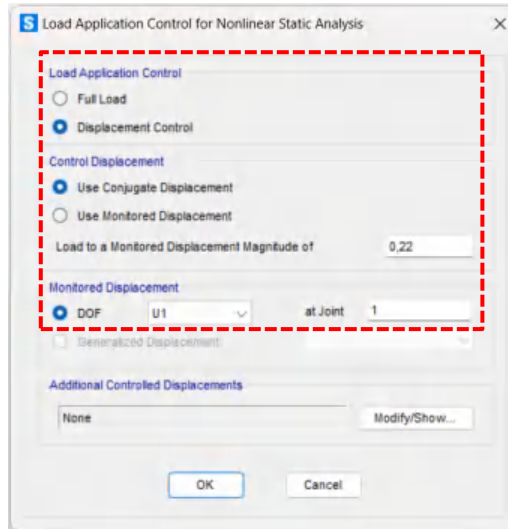 S Load Application Control for Nonlinear Static Analysis
Load Application Control
Full Load
Displacement Control
Control Displacement
Use Conjugate Displacement
Use Monitored Displacement
Load to a Monitored Displacement Magnitude of 0,22
Monitored Displacement
DOF U1 at Joint 1
Generalized Displacement
Additional Controlled Displacements
None Modify/Show...
OK Cancel